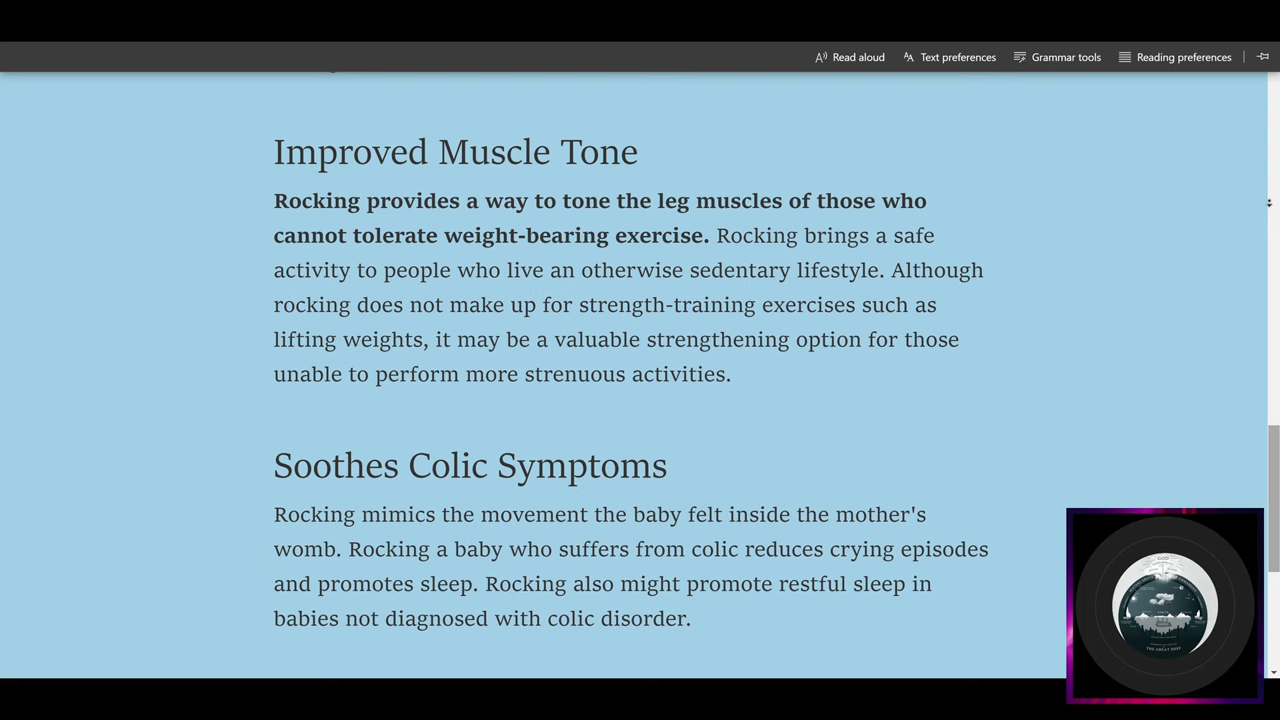 Read aloud
Text preferences
Grammar tools
Reading preferences
Improved Muscle Tone
Rocking provides a way to tone the leg muscles of those who
cannot tolerate weight-bearing exercise. Rocking brings a safe
activity to people who live an otherwise sedentary lifestyle. Although
rocking does not make up for strength-training exercises such as
lifting weights, it may be a valuable strengthening option for those
unable to perform more strenuous activities.
Soothes Colic Symptoms
Rocking mimics the movement the baby felt inside the mother's
womb. Rocking a baby who suffers from colic reduces crying episodes
and promotes sleep. Rocking also might promote restful sleep in
babies not diagnosed with colic disorder.
GOD
THE GREAT DEEP